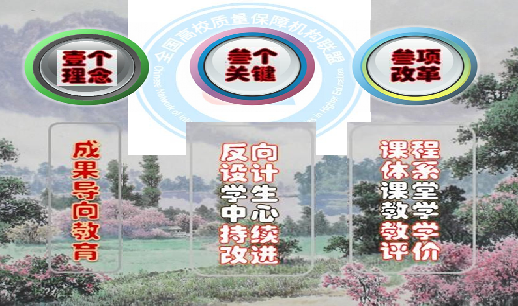 全国高校质量保障机构联盟
壹个
理念
叁个
关键
叁项
改革
成果导向教育
反向
设计
学生
中心
持续
改进
课程
体系
课堂
教学
教学
评价